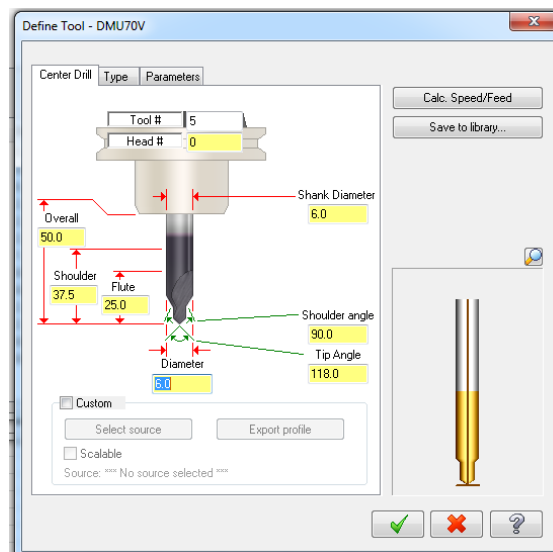 Define Tool - DMU70V
x
Center Drill Type Parameters
Calc. Speed/Feed
Save to library...
Tool # 5
Head # 0
Shank Diameter
6.0
Overall
50.0
Shoulder
37.5
Flute
25.0
Shoulder angle
90.0
Tip Angle
118.0
Diameter
6.0
Custom
Select source Export profile
Scalable
Source: *** No source selected ***
?